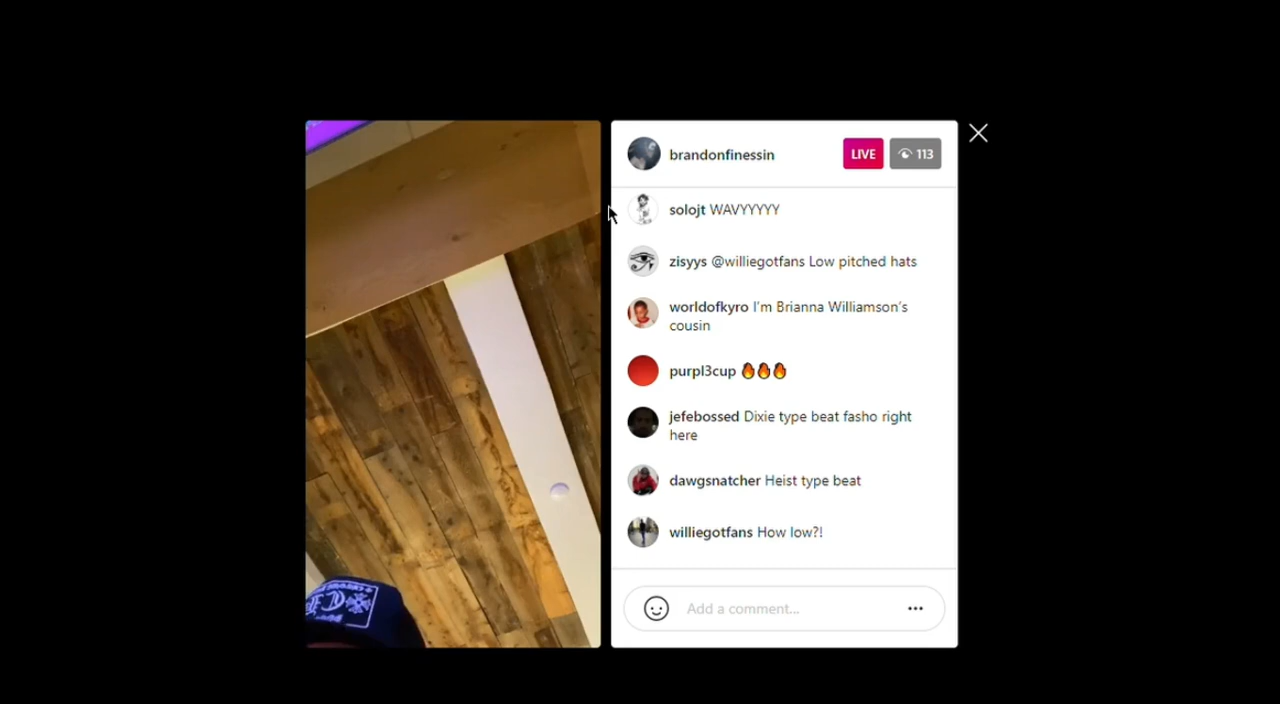 brandonfinessin
LIVE
113
solojt WAVYYYYY
zisyys @williegotfans Low pitched hats
worldofkyro I'm Brianna Williamson's
cousin
purpl3cup 🔥🔥🔥
jefebossed Dixie type beat fasho right
here
dawgsnatcher Heist type beat
williegotfans How low?!
Add a comment...